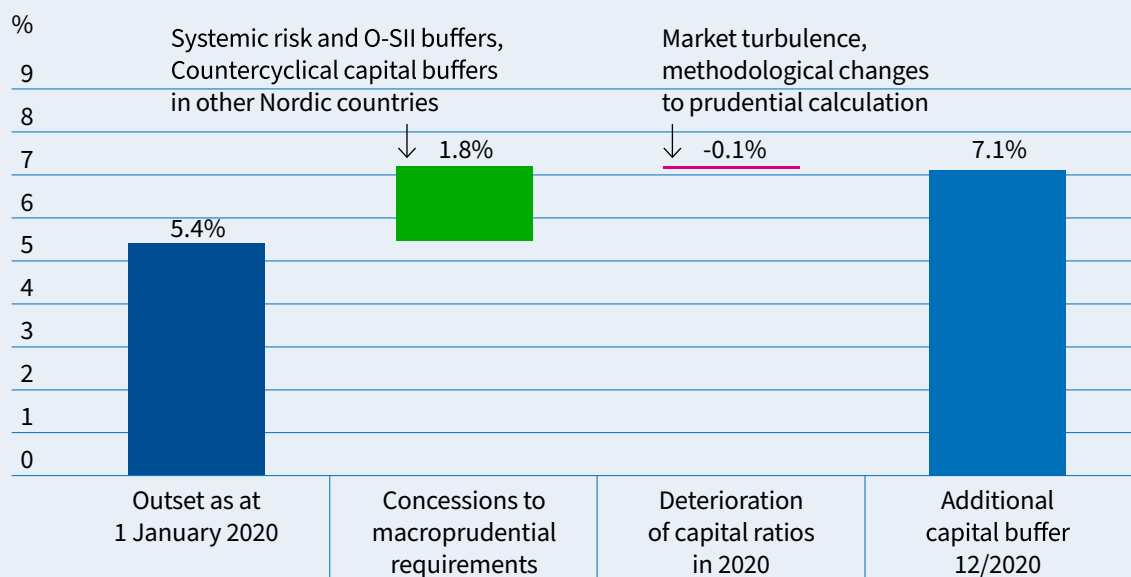 %
Systemic risk and O-SII buffers,
Countercyclical capital buffers
in other Nordic countries
Market turbulence,
methodological changes
to prudential calculation
9
8
7
6
5
4
3
2
1
0
5.4%
1.8%
-0.1%
7.1%
Outset as at
1 January 2020
Concessions to
macroprudential
requirements
Deterioration
of capital ratios
in 2020
Additional
capital buffer
12/2020